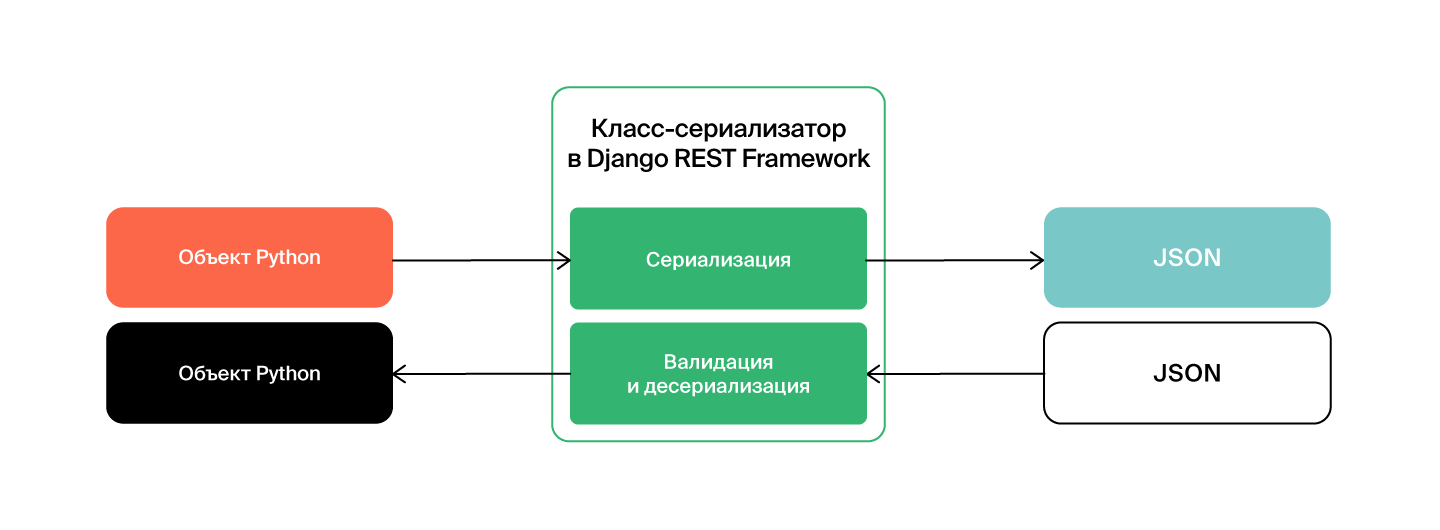 Класс-сериализатор
в Django REST Framework
Объект Python
Сериализация
JSON
Объект Python
Валидация
и десериализация
JSON